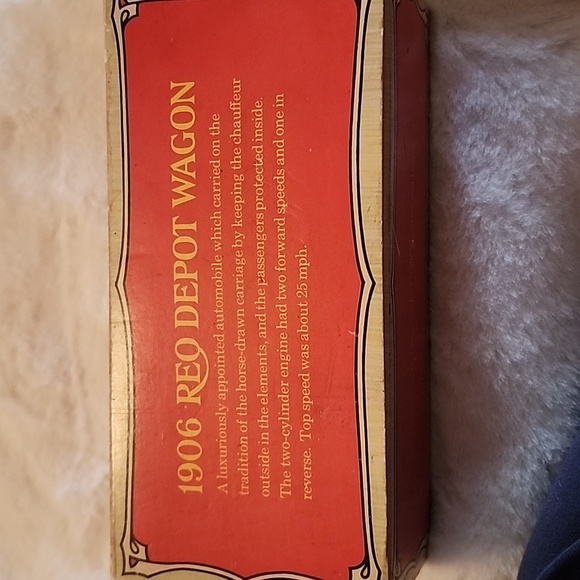 1906 REO DEPOT WAGON
A luxuriously appointed automobile which carried on the
tradition of the horse-drawn carriage by keeping the chauffeur
outside in the elements, and the passengers protected inside.
The two-cylinder engine had two forward speeds and one in
reverse. Top speed was about 25 mph.